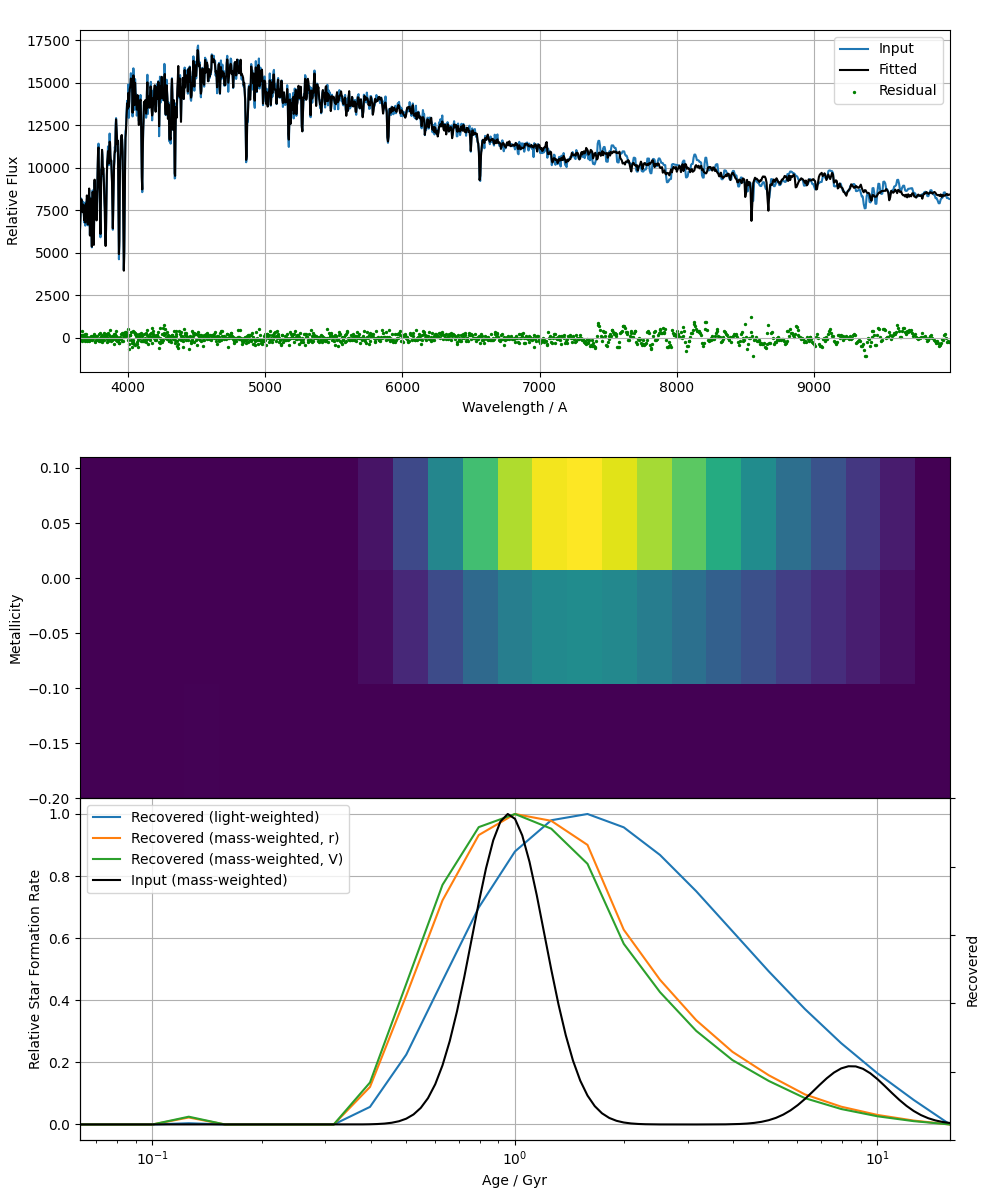 17500
15000
12500
10000
7500
5000
2500
0
Relative Flux
Input
Fitted
Residual
4000
5000
6000
7000
8000
9000
Wavelength / A
0.10
0.05
0.00
−0.05
−0.10
−0.15
−0.20
Metallicity
Recovered (light-weighted)
Recovered (mass-weighted, r)
Recovered (mass-weighted, V)
Input (mass-weighted)
1.0
0.8
0.6
0.4
0.2
0.0
Relative Star Formation Rate
Recovered
10⁻¹
10⁰
10¹
Age / Gyr